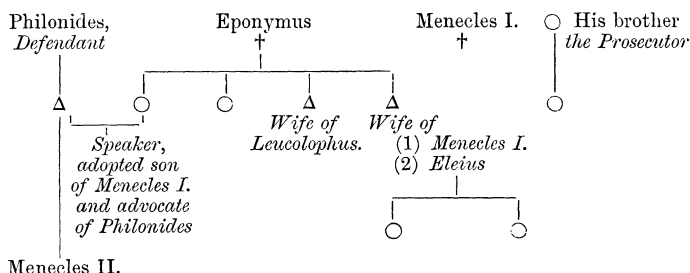 Philonides, Eponymus Menecles I. His brother
Defendant † † the Prosecutor
Δ Δ Δ
Wife of Wife of
Speaker, Leucolophus. (1) Menecles I.
adopted son (2) Eleius
of Menecles I.
and advocate
of Philonides
Menecles II.